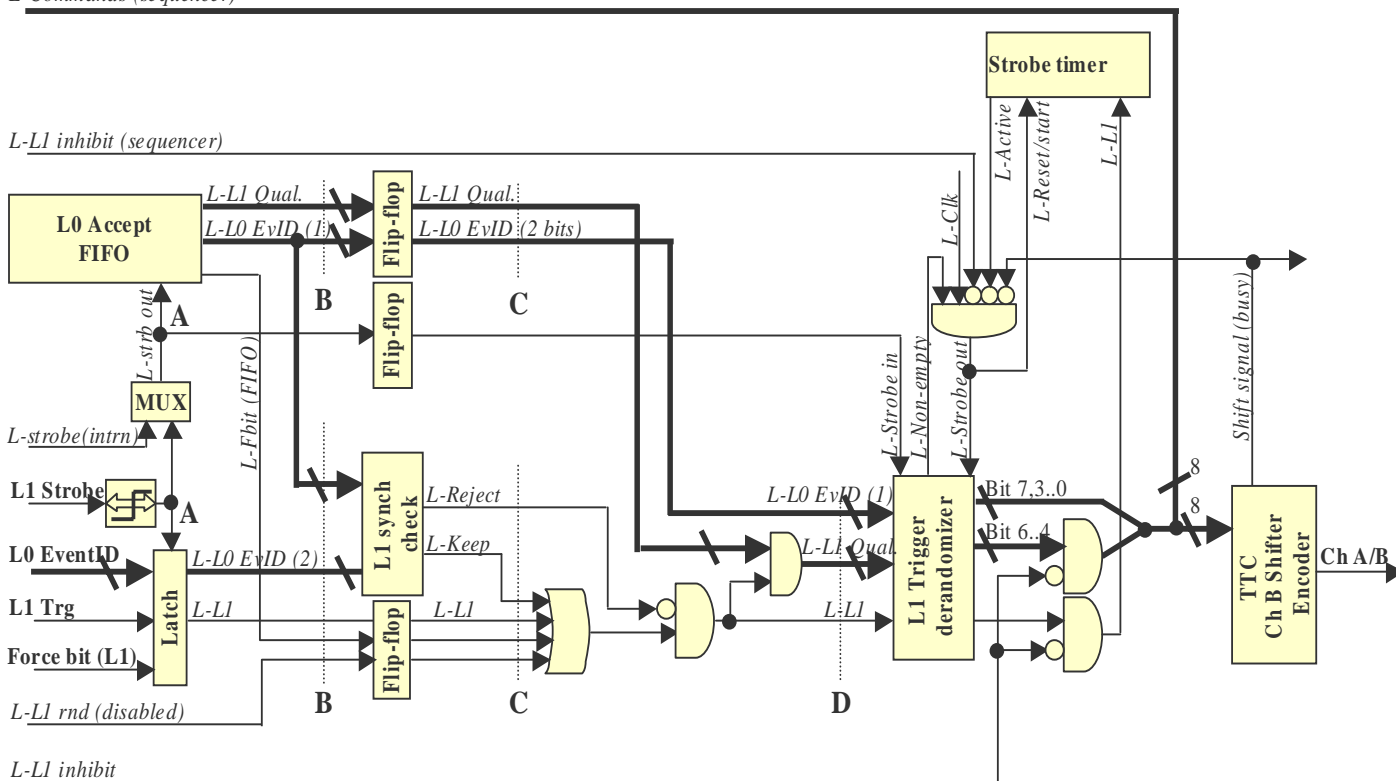 L-Commands (sequencer)
Strobe timer
L-L1 inhibit (sequencer)
L-Active
L-Reset/start
L-L1
L-Clk
L0 Accept
FIFO
L-L1 Qual.
L-L0 EvID (1)
Flip-flop
L-L1 Qual.
L-L0 EvID (2 bits)
B
C
A
L-strb out
L-Fbit (FIFO)
Flip-flop
L-Strobe in
L-Non-empty
L-Strobe out
Shift signal (busy)
MUX
L-strobe(intrn)
L1 Strobe
A
L0 EventID
L-L0 EvID (2)
L1 Trg
L-L1
Latch
Force bit (L1)
L1 synch
check
L-Reject
L-Keep
Flip-flop
L-L1
L-L0 EvID (1)
L-L1 Qual.
L-L1
L1 Trigger
derandomizer
Bit 7,3..0
Bit 6..4
8
8
TTC
Ch B Shifter
Encoder
Ch A/B
B
C
D
L-L1 rnd (disabled)
L-L1 inhibit